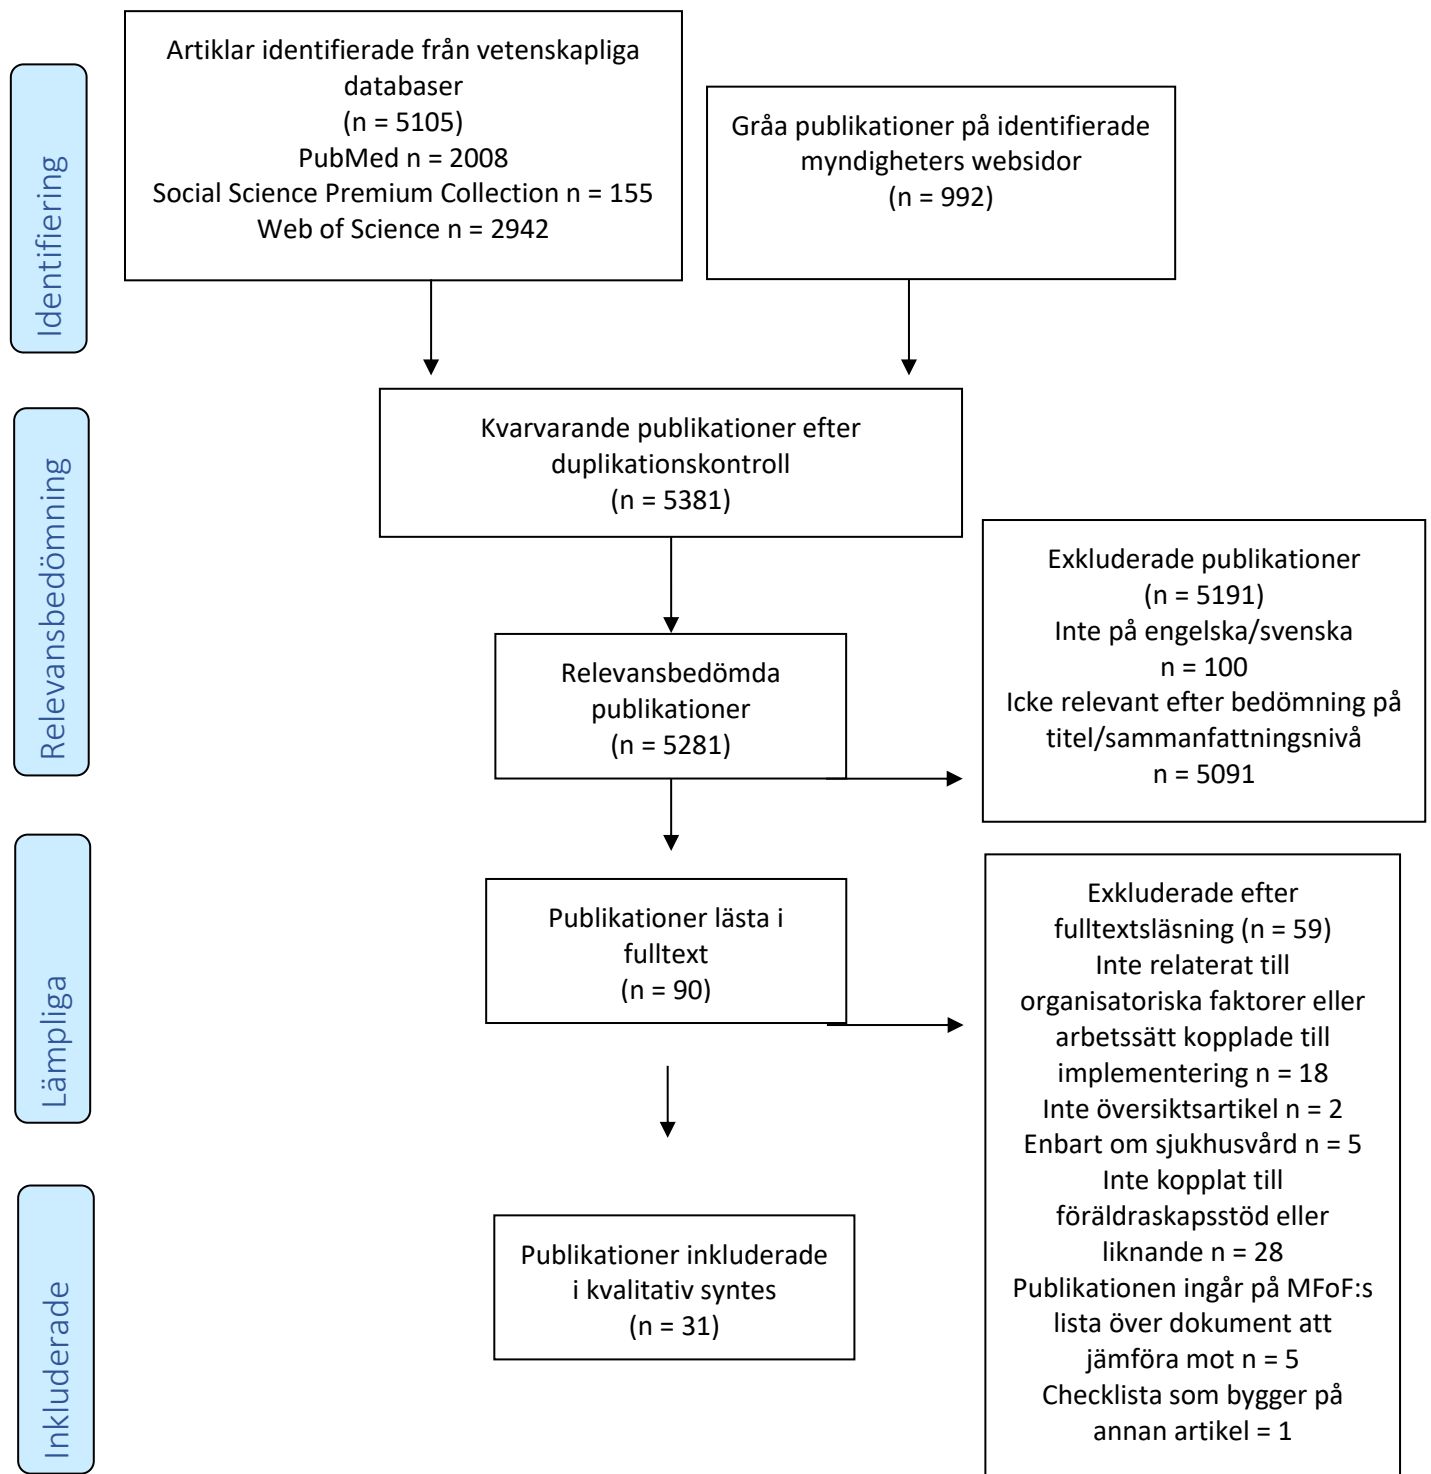 Identifiering
Artiklar identifierade från vetenskapliga
databaser
(n = 5105)
PubMed n = 2008
Social Science Premium Collection n = 155
Web of Science n = 2942
Gråa publikationer på identifierade
myndigheters websidor
(n = 992)
Relevansbedömning
Kvarvarande publikationer efter
duplikationskontroll
(n = 5381)
Relevansbedömda
publikationer
(n = 5281)
Exkluderade publikationer
(n = 5191)
Inte på engelska/svenska
n = 100
Icke relevant efter bedömning på
titel/sammanfattningsnivå
n = 5091
Lämpliga
Publikationer lästa i
fulltext
(n = 90)
Exkluderade efter
fulltextsläsning (n = 59)
Inte relaterat till
organisatoriska faktorer eller
arbetssätt kopplade till
implementering n = 18
Inte översiktsartikel n = 2
Enbart om sjukhusvård n = 5
Inte kopplat till
föräldraskapsstöd eller
liknande n = 28
Publikationen ingår på MFoF:s
lista över dokument att
jämföra mot n = 5
Checklista som bygger på
annan artikel = 1
Inkluderade
Publikationer inkluderade
i kvalitativ syntes
(n = 31)